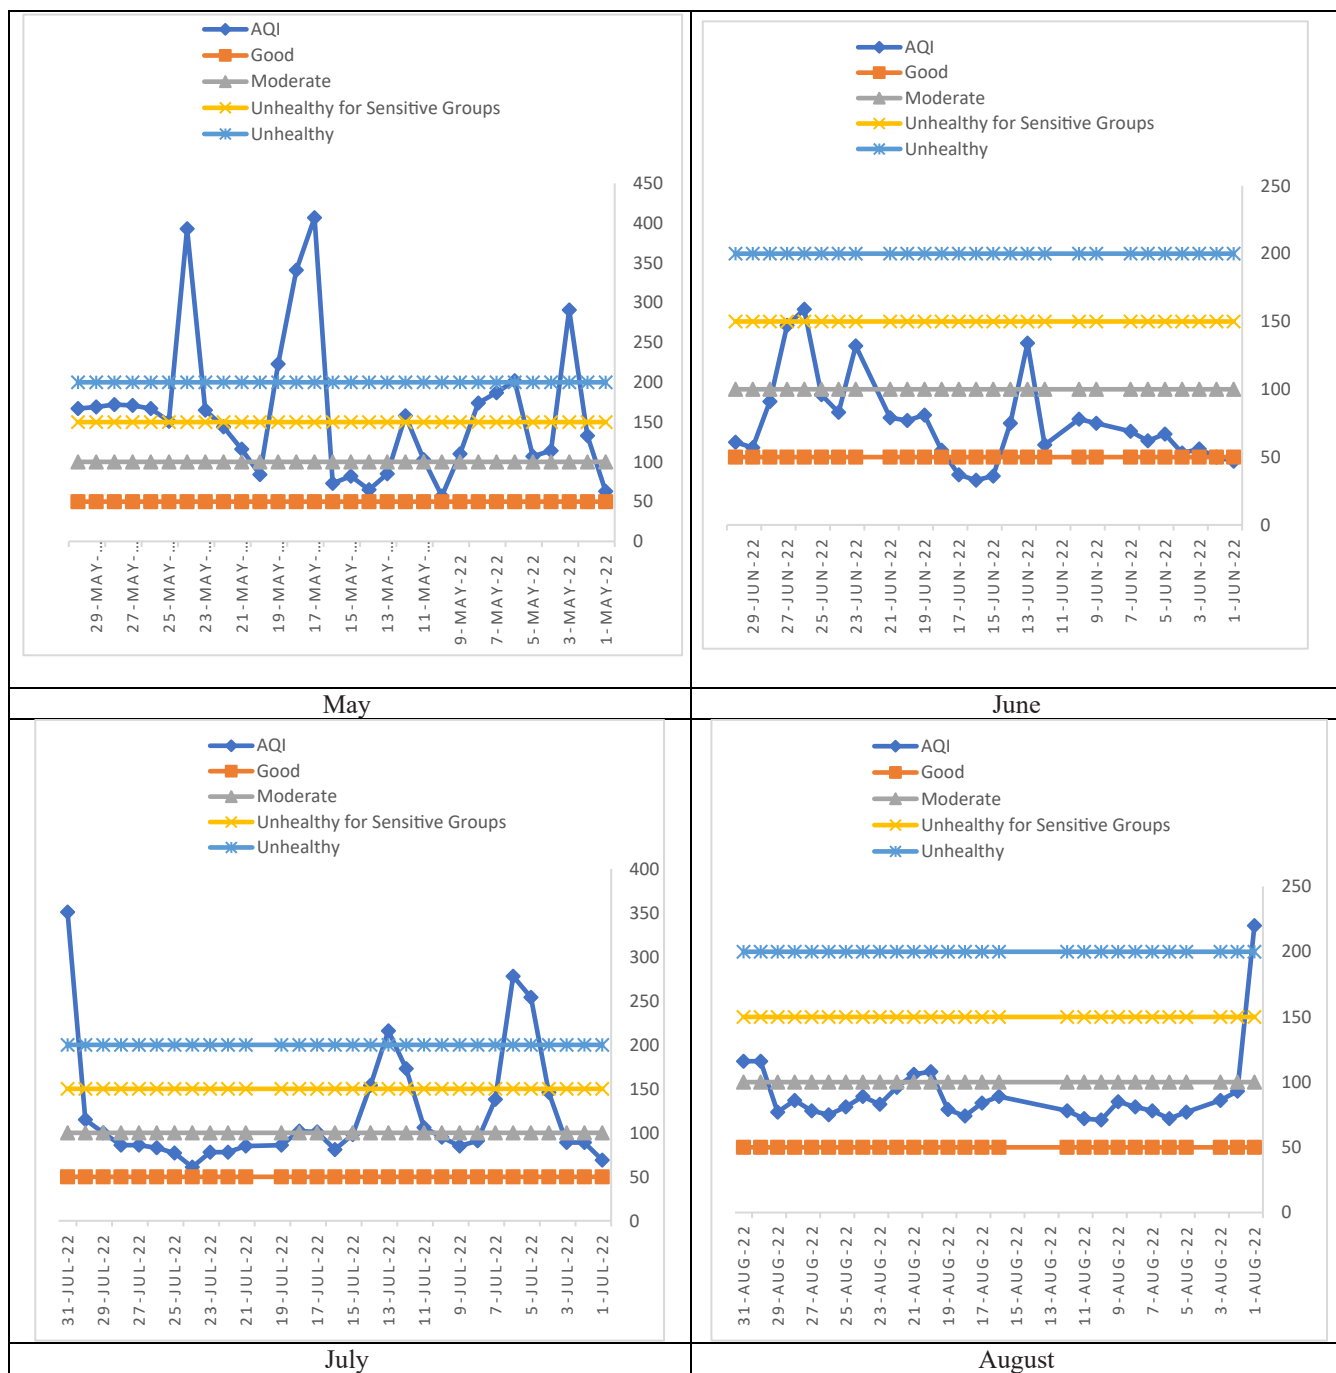 AQI
Good
Moderate
Unhealthy for Sensitive Groups
Unhealthy
450
400
350
300
250
200
150
100
50
0
29-MAY-...
27-MAY-...
25-MAY-...
23-MAY-...
21-MAY-...
19-MAY-...
17-MAY-...
15-MAY-...
13-MAY-...
11-MAY-...
9-MAY-22
7-MAY-22
5-MAY-22
3-MAY-22
1-MAY-22
May
AQI
Good
Moderate
Unhealthy for Sensitive Groups
Unhealthy
250
200
150
100
50
0
29-JUN-22
27-JUN-22
25-JUN-22
23-JUN-22
21-JUN-22
19-JUN-22
17-JUN-22
15-JUN-22
13-JUN-22
11-JUN-22
9-JUN-22
7-JUN-22
5-JUN-22
3-JUN-22
1-JUN-22
June
AQI
Good
Moderate
Unhealthy for Sensitive Groups
Unhealthy
400
350
300
250
200
150
100
50
0
31-JUL-22
29-JUL-22
27-JUL-22
25-JUL-22
23-JUL-22
21-JUL-22
19-JUL-22
17-JUL-22
15-JUL-22
13-JUL-22
11-JUL-22
9-JUL-22
7-JUL-22
5-JUL-22
3-JUL-22
1-JUL-22
July
AQI
Good
Moderate
Unhealthy for Sensitive Groups
Unhealthy
250
200
150
100
50
0
31-AUG-22
29-AUG-22
27-AUG-22
25-AUG-22
23-AUG-22
21-AUG-22
19-AUG-22
17-AUG-22
15-AUG-22
13-AUG-22
11-AUG-22
9-AUG-22
7-AUG-22
5-AUG-22
3-AUG-22
1-AUG-22
August